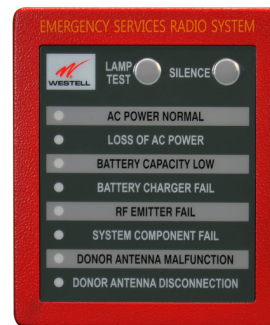 EMERGENCY SERVICES RADIO SYSTEM
WESTELL
LAMP
TEST
SILENCE
AC POWER NORMAL
LOSS OF AC POWER
BATTERY CAPACITY LOW
BATTERY CHARGER FAIL
RF EMITTER FAIL
SYSTEM COMPONENT FAIL
DONOR ANTENNA MALFUNCTION
DONOR ANTENNA DISCONNECTION